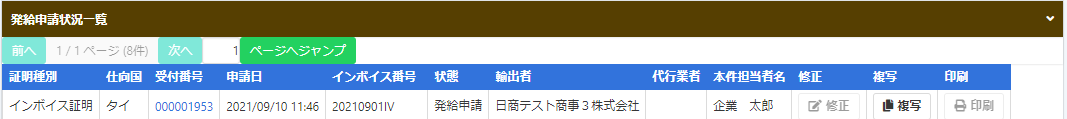 発給申請状況一覧
前へ 1 / 1 ページ (8件) 次へ 1 ページへジャンプ
証明種別 仕向国 受付番号 申請日 インボイス番号 状態 輸出者 代行業者 本件担当者名 修正 複写 印刷
インボイス証明 タイ 000001953 2021/09/10 11:46 20210901IV 発給申請 日商テスト商事３株式会社 企業　太郎 修正 複写 印刷